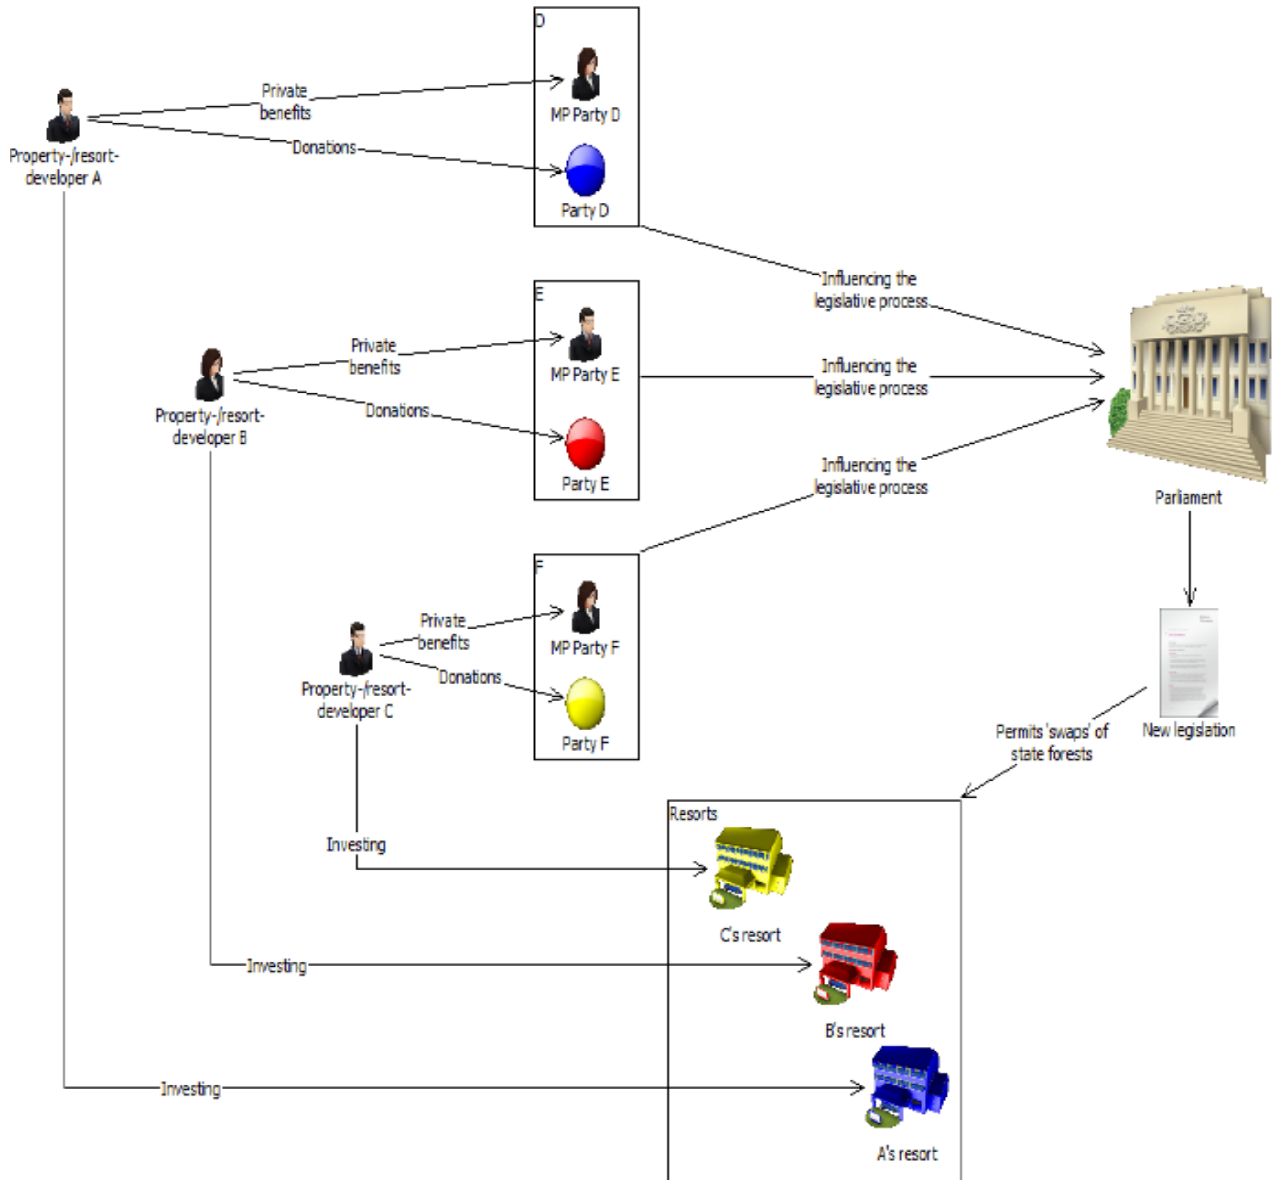 D
Private
benefits
MP Party D
Property-/resort-
developer A
Donations
Party D
Influencing the
legislative process
E
Private
benefits
MP Party E
Influencing the
legislative process
Property-/resort-
developer B
Donations
Party E
Influencing the
legislative process
Parliament
F
Private
benefits
MP Party F
Property-/resort-
developer C
Donations
Party F
New legislation
Permits 'swaps' of
state forests
Resorts
Investing
C's resort
Investing
B's resort
Investing
A's resort